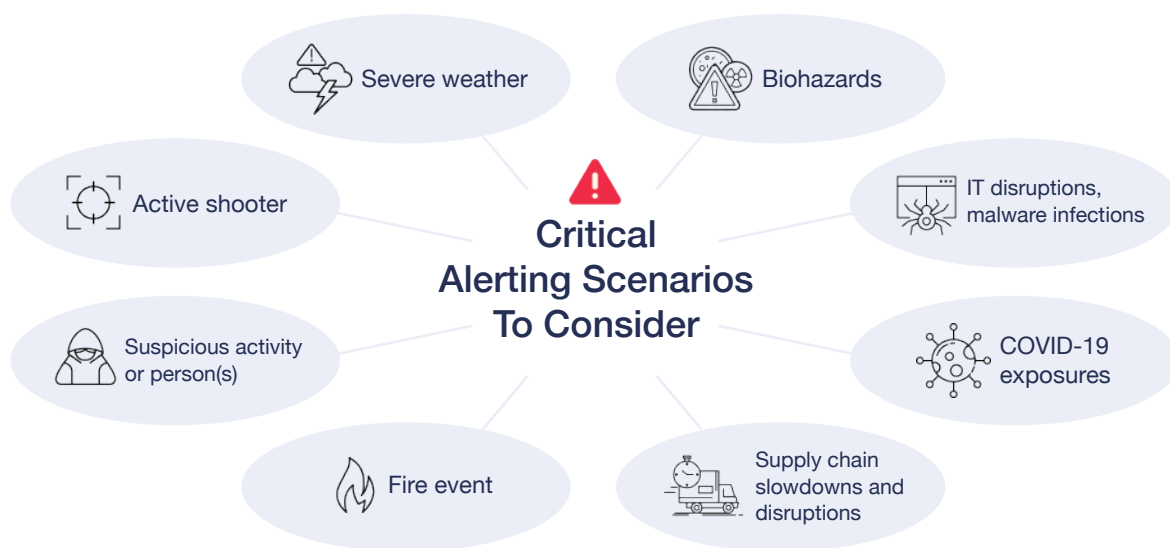 Severe weather
Biohazards
Active shooter
IT disruptions,
malware infections
Critical
Alerting Scenarios
To Consider
Suspicious activity
or person(s)
COVID-19
exposures
Fire event
Supply chain
slowdowns and
disruptions